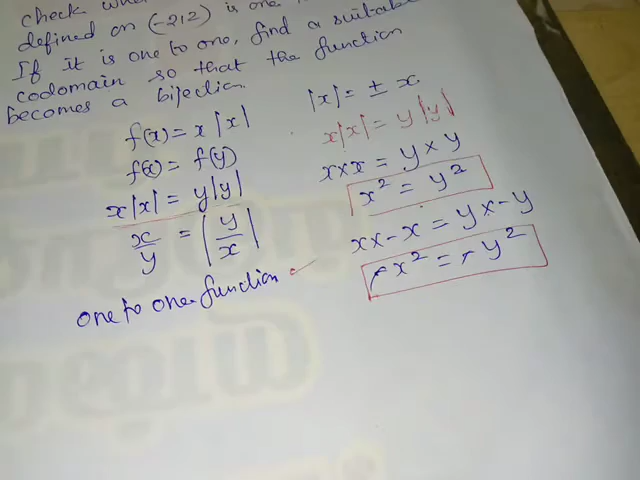 check
defined on (-2,2) is one
If it is one to one, find a suitable
codomain so that the function
becomes a bijection.
f(x) = x |x|
f(x) = f(y)
x|x| = y|y|
x/y = |y/x|
one to one function
|x| = ± x
x|x| = y|y|
x×x = y×y
x² = y²
x×-x = y×-y
-x² = -y²